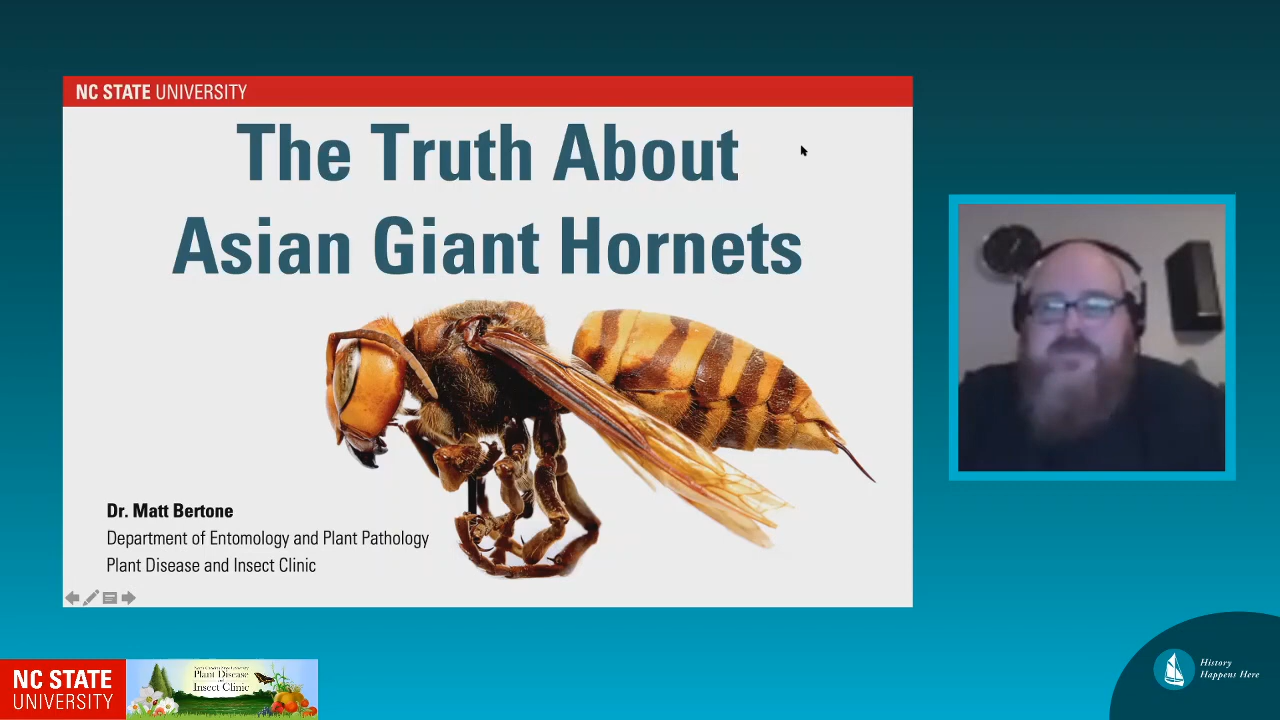 NC STATE UNIVERSITY
The Truth About
Asian Giant Hornets
Dr. Matt Bertone
Department of Entomology and Plant Pathology
Plant Disease and Insect Clinic
NC STATE
UNIVERSITY
Plant Disease
Insect Clinic
History
Happens Here